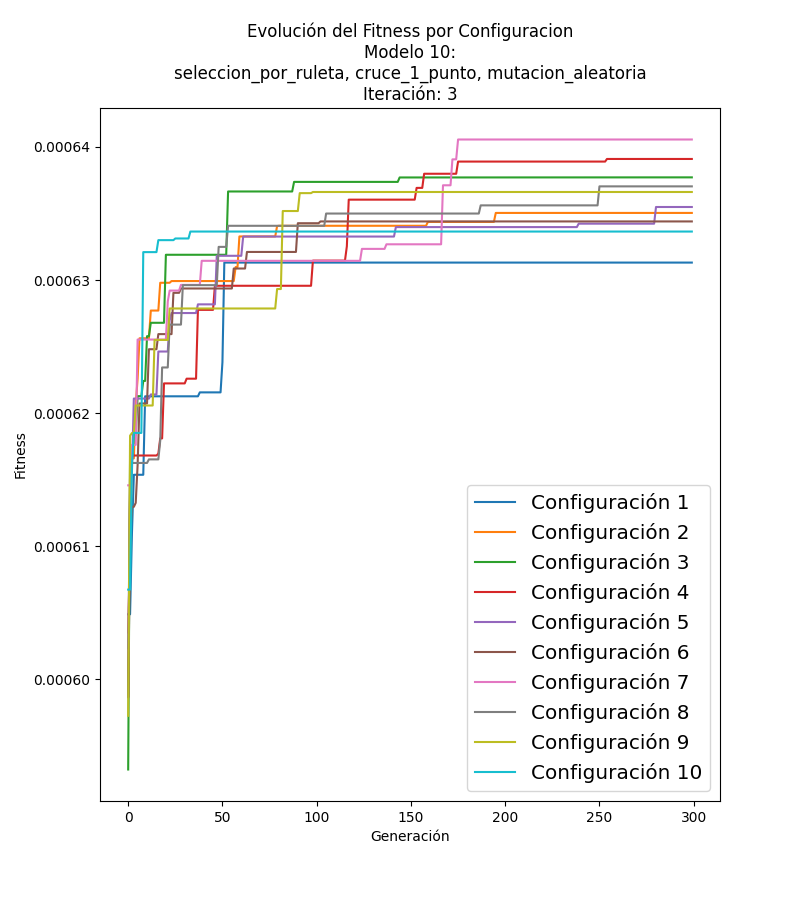 Evolución del Fitness por Configuracion
Modelo 10:
seleccion_por_ruleta, cruce_1_punto, mutacion_aleatoria
Iteración: 3
0.00064
0.00063
0.00062
0.00061
0.00060
Fitness
Configuración 1
Configuración 2
Configuración 3
Configuración 4
Configuración 5
Configuración 6
Configuración 7
Configuración 8
Configuración 9
Configuración 10
0 50 100 150 200 250 300
Generación